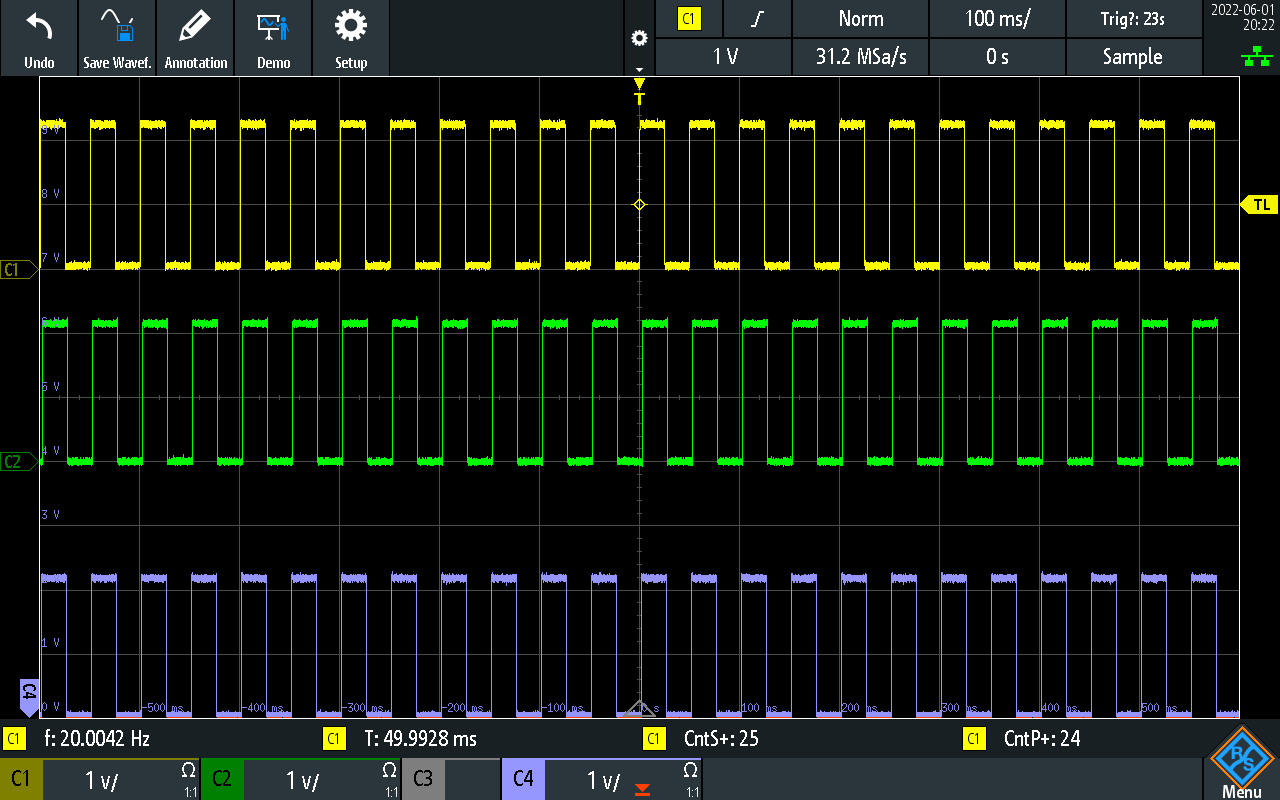 Undo
Save Wavef.
Annotation
Demo
Setup
C1
Norm
100 ms/
Trig?: 23s
2022-06-01
20:22
1 V
31.2 MSa/s
0 s
Sample
T
9 V
8 V
TL
7 V
C1
5 V
4 V
C2
3 V
1 V
C4
0 V
-500 ms
-400 ms
-300 ms
-200 ms
-100 ms
100 ms
200 ms
300 ms
400 ms
500 ms
C1
f: 20.0042 Hz
C1
T: 49.9928 ms
C1
CntS+: 25
C1
CntP+: 24
C1
1 V/
Ω
1:1
C2
1 V/
Ω
1:1
C3
C4
1 V/
Ω
1:1
R S
Menu